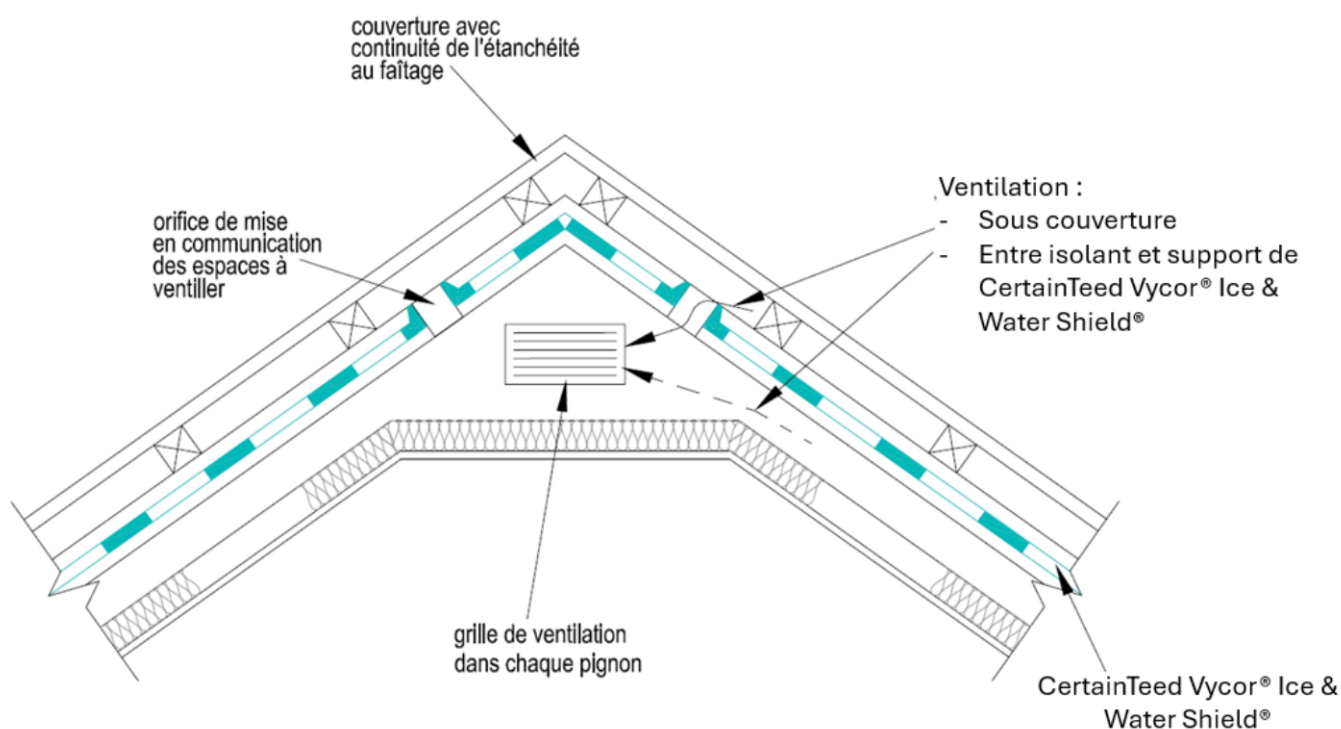 couverture avec
continuité de l'étanchéité
au faîtage
orifice de mise
en communication
des espaces à
ventiller
Ventilation :
- Sous couverture
- Entre isolant et support de
CertainTeed Vycor® Ice &
Water Shield®
grille de ventilation
dans chaque pignon
CertainTeed Vycor® Ice &
Water Shield®